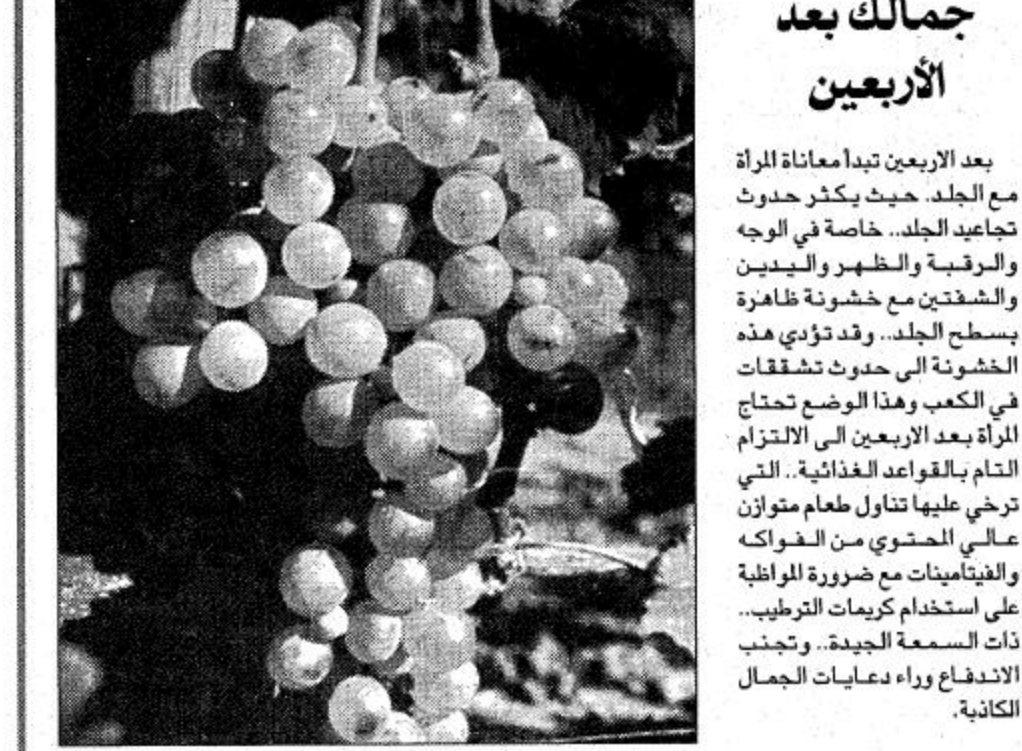 جمالك بعد
الأربعين
بعد الاربعين تبدأ معاناة المرأة
مع الجلد. حيث يكثر حدوث
تجاعيد الجلد.. خاصة في الوجه
والرقبة والظهر واليدين
والشفتين مع خشونة ظاهرة
بسطح الجلد.. وقد تؤدي هذه
الخشونة الى حدوث تشققات
في الكعب وهذا الوضع تحتاج
المرأة بعد الاربعين الى الالتزام
التام بالقواعد الغذائية.. التي
ترخي عليها تناول طعام متوازن
عالي المحتوي من الفواكه
والفيتامينات مع ضرورة المواظبة
على استخدام كريمات الترطيب..
ذات السمعة الجيدة.. وتجنب
الاندفاع وراء دعايات الجمال
الكاذبة.